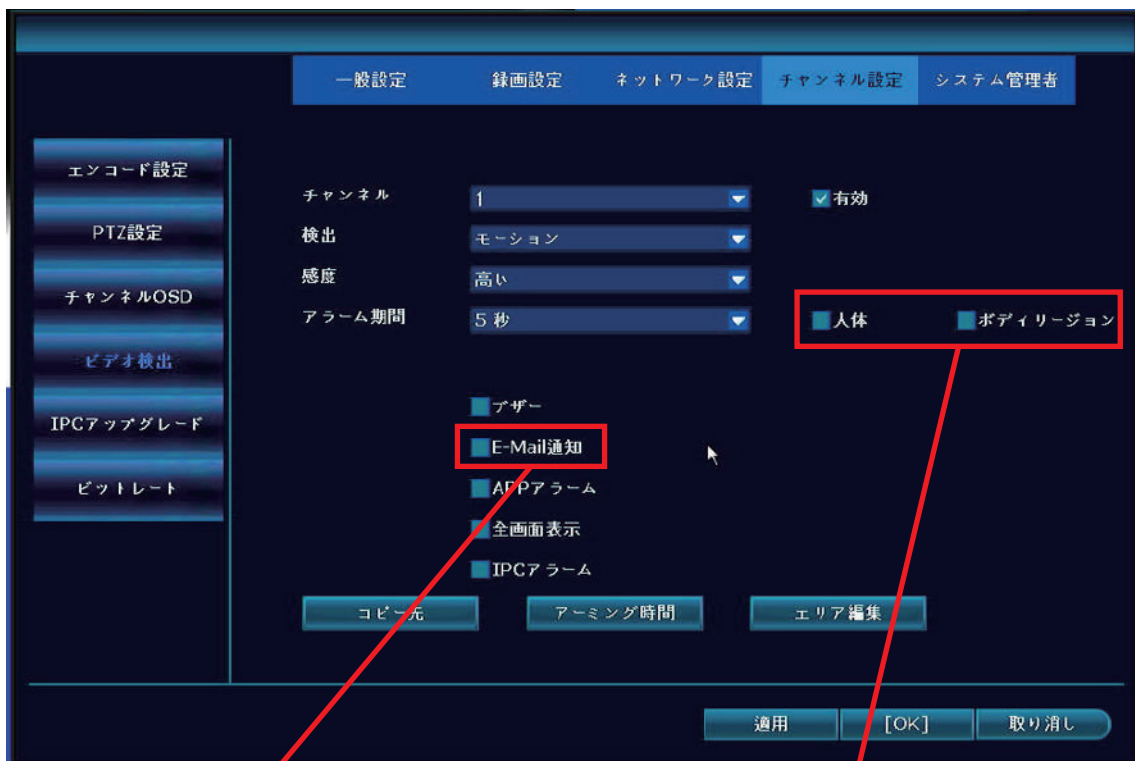 一般設定 録画設定 ネットワーク設定 チャンネル設定 システム管理者
エンコード設定
PTZ設定
チャンネルOSD
ビデオ検出
IPCアップグレード
ビットレート
チャンネル 1 有効
検出 モーション
感度 高い
アラーム期間 5 秒 人体 ボディリージョン
ブザー
E-Mail通知
APPアラーム
全画面表示
IPCアラーム
コピー先 アーミング時間 エリア編集
適用 [OK] 取り消し